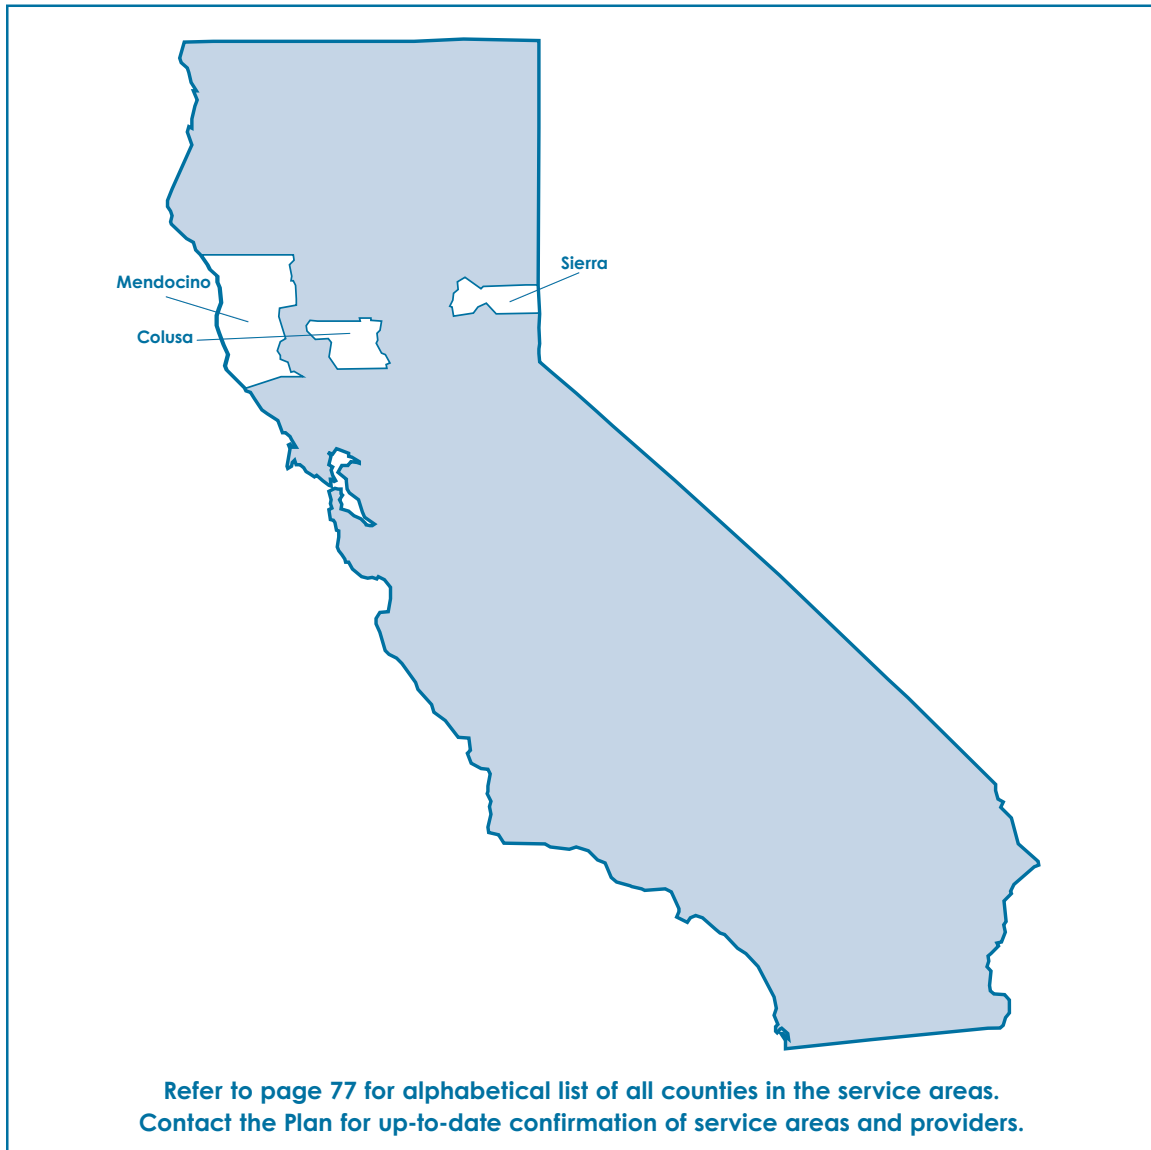 Sierra
Mendocino
Colusa
Refer to page 77 for alphabetical list of all counties in the service areas.
Contact the Plan for up-to-date confirmation of service areas and providers.